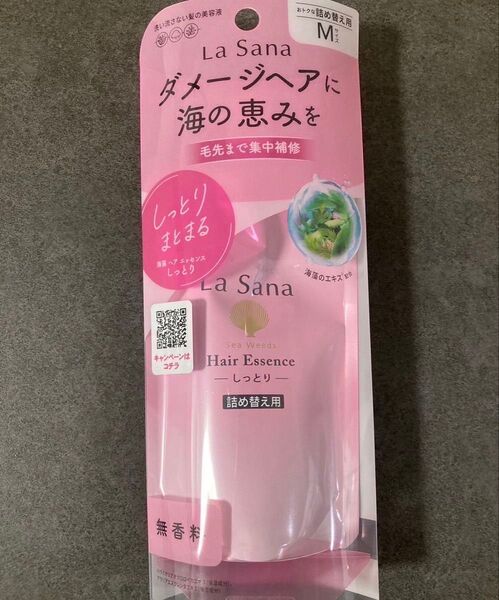 洗い流さない髪の美容液
おトクな詰め替え用
Mサイズ
La Sana
ダメージヘアに
海の恵みを
毛先まで集中補修
しっとり
まとまる
海藻 ヘア エッセンス
しっとり
海藻のエキス配合
La Sana
Sea Weeds
Hair Essence
しっとり
詰め替え用
キャンペーンは
コチラ
無香料